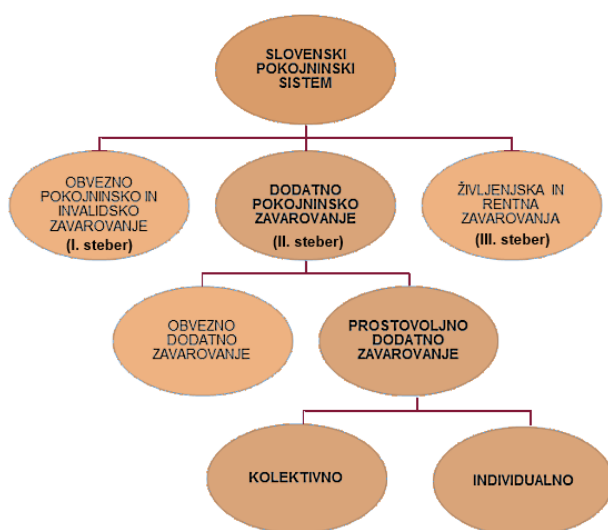 SLOVENSKI
POKOJNINSKI
SISTEM
OBVEZNO
POKOJNINSKO IN
INVALIDSKO
ZAVAROVANJE
(I. steber)
DODATNO
POKOJNINSKO
ZAVAROVANJE
(II. steber)
ŽIVLJENJSKA IN
RENTNA
ZAVAROVANJA
(III. steber)
OBVEZNO
DODATNO
ZAVAROVANJE
PROSTOVOLJNO
DODATNO
ZAVAROVANJE
KOLEKTIVNO
INDIVIDUALNO